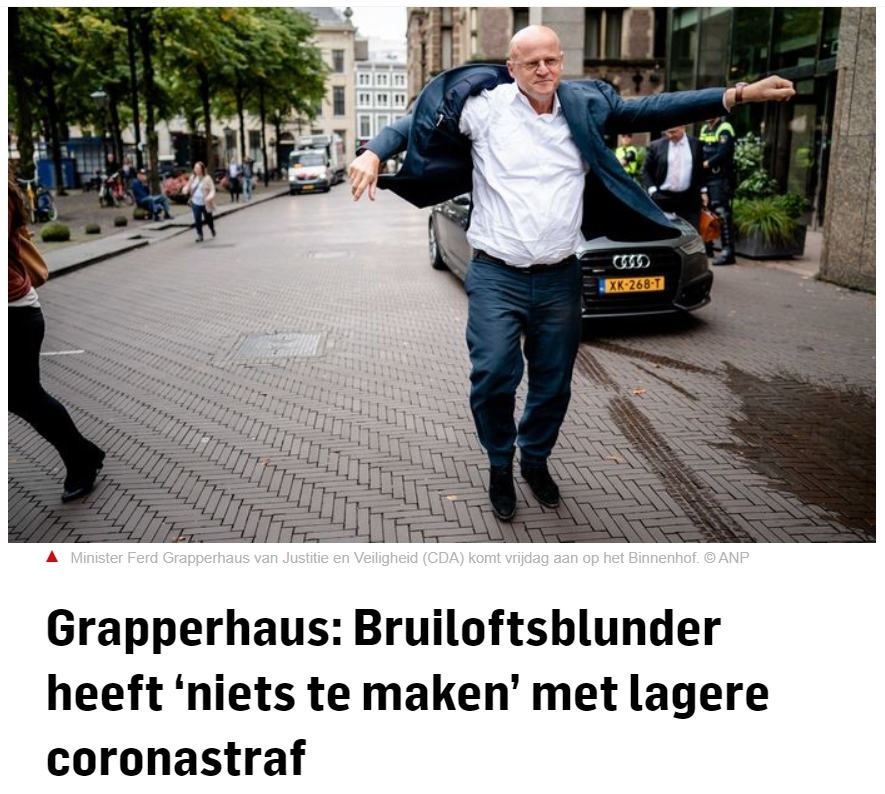 XK-268-T
Minister Ferd Grapperhaus van Justitie en Veiligheid (CDA) komt vrijdag aan op het Binnenhof. © ANP
Grapperhaus: Bruiloftsblunder
heeft ‘niets te maken’ met lagere
coronastraf